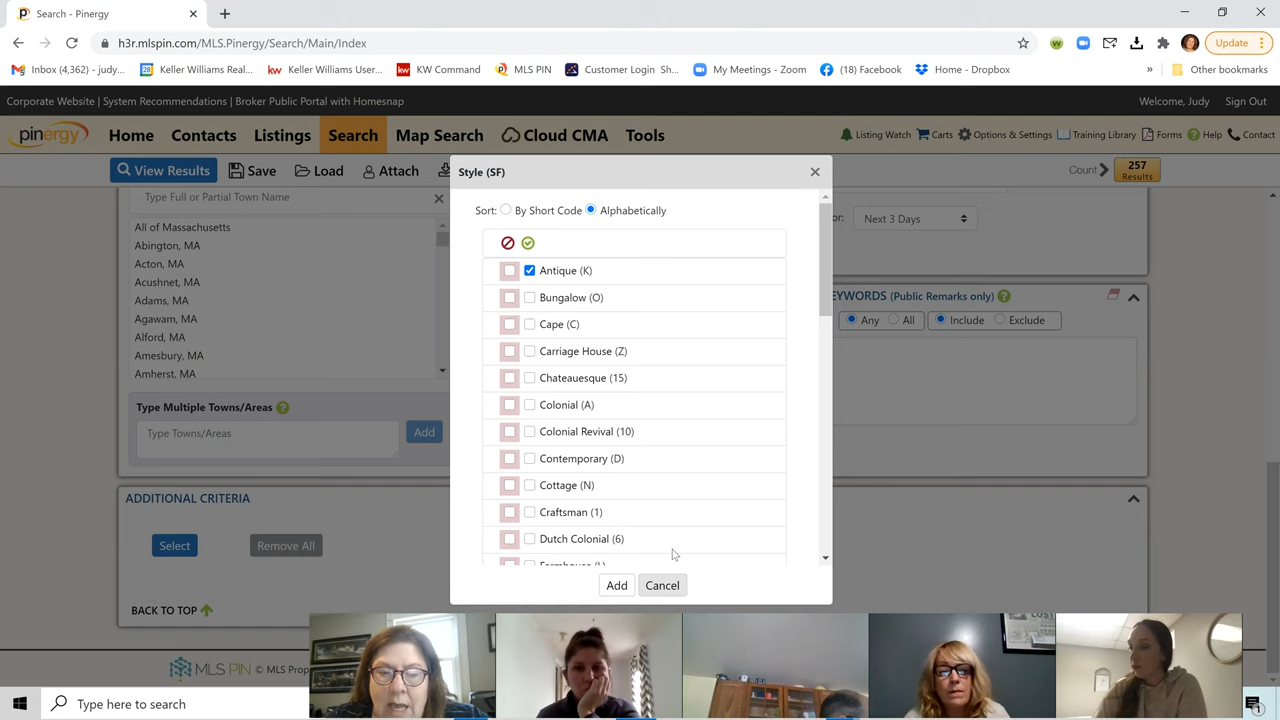 Search - Pinergy
h3r.mlspin.com/MLS.Pinergy/Search/Main/Index
Update
Inbox (4,362) - judy...
Keller Williams Real...
Keller Williams User...
KW Command
MLS PIN
Customer Login Sh...
My Meetings - Zoom
(18) Facebook
Home - Dropbox
»
Other bookmarks
Corporate Website | System Recommendations | Broker Public Portal with Homesnap
Welcome, Judy
Sign Out
pinergy
Home
Contacts
Listings
Search
Map Search
Cloud CMA
Tools
Listing Watch
Carts
Options & Settings
Training Library
Forms
Help
Contact
View Results
Save
Load
Attach
Count
257
Results
Type Full or Partial Town Name
All of Massachusetts
Abington, MA
Acton, MA
Acushnet, MA
Adams, MA
Agawam, MA
Alford, MA
Amesbury, MA
Amherst, MA
Type Multiple Towns/Areas
Type Towns/Areas
Add
Style (SF)
Sort:
By Short Code
Alphabetically
Antique (K)
Bungalow (O)
Cape (C)
Carriage House (Z)
Chateauesque (15)
Colonial (A)
Colonial Revival (10)
Contemporary (D)
Cottage (N)
Craftsman (1)
Dutch Colonial (6)
Farmhouse (L)
Add
Cancel
or:
Next 3 Days
EYWORDS (Public Remarks only)
Any
All
Include
Exclude
ADDITIONAL CRITERIA
Select
Remove All
BACK TO TOP
MLS PIN
© MLS Prop
Type here to search
1